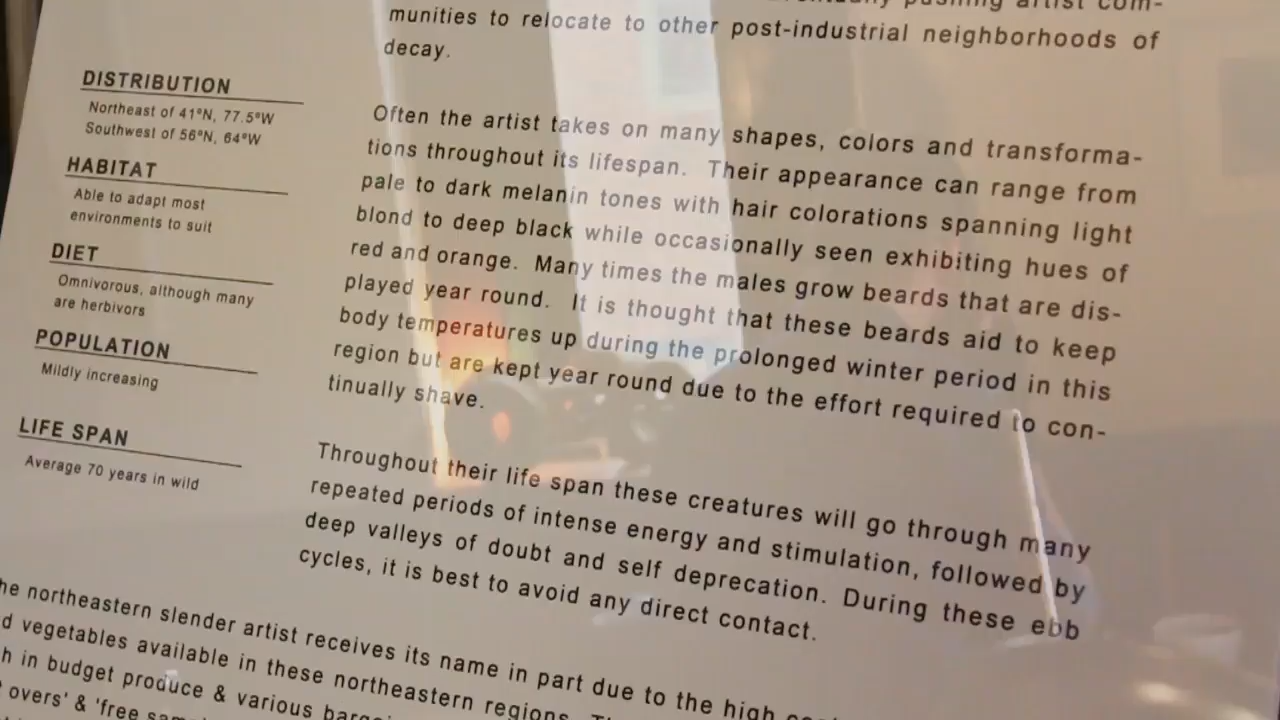 pushing artist com-
munities to relocate to other post-industrial neighborhoods of
decay.
DISTRIBUTION
Northeast of 41ºN, 77.5ºW
Southwest of 56ºN, 64ºW
HABITAT
Able to adapt most
environments to suit
DIET
Omnivorous, although many
are herbivors
POPULATION
Mildly increasing
LIFE SPAN
Average 70 years in wild
Often the artist takes on many shapes, colors and transforma-
tions throughout its lifespan. Their appearance can range from
pale to dark melanin tones with hair colorations spanning light
blond to deep black while occasionally seen exhibiting hues of
red and orange. Many times the males grow beards that are dis-
played year round. It is thought that these beards aid to keep
body temperatures up during the prolonged winter period in this
region but are kept year round due to the effort required to con-
tinually shave.
Throughout their life span these creatures will go through many
repeated periods of intense energy and stimulation, followed by
deep valleys of doubt and self deprecation. During these ebb
cycles, it is best to avoid any direct contact.
northeastern slender artist receives its name in part due to the high
vegetables available in these northeastern regions.
in budget produce & various
overs' & 'free